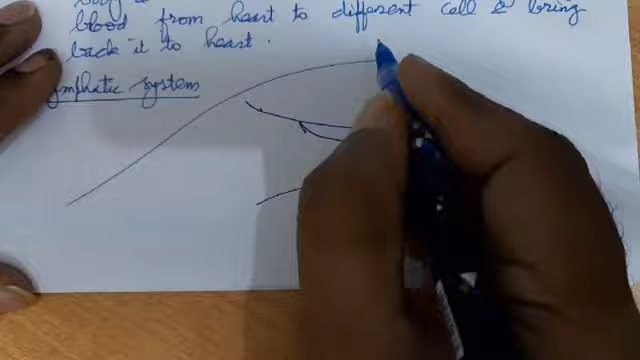 blood from heart to different cell & bring
back it to heart.
ymphatic system